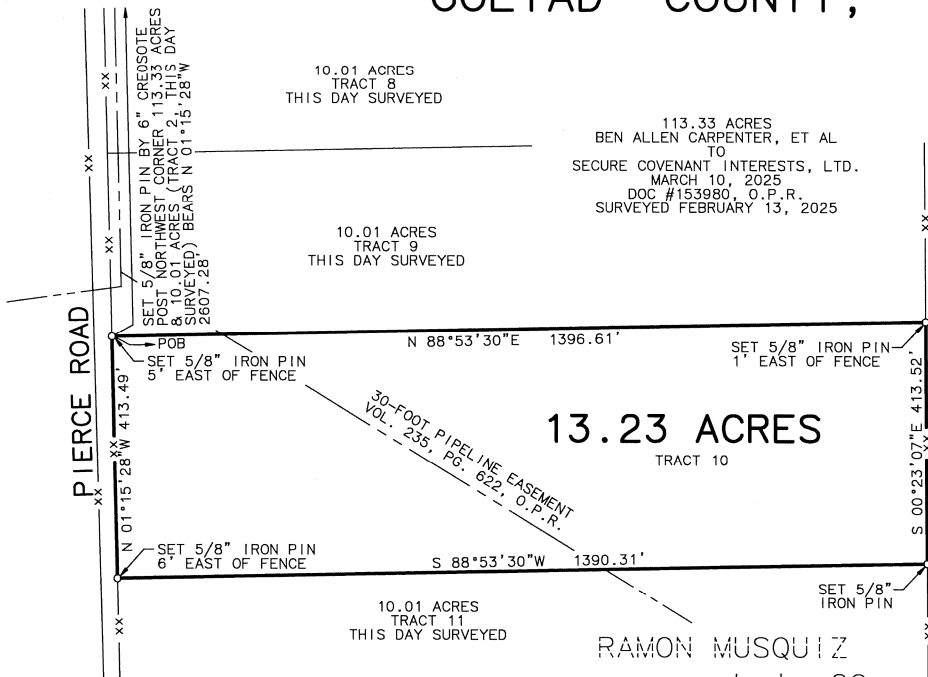 GOLIAD COUNTY,
SET 5/8" IRON PIN BY 6" CREOSOTE
POST NORTHWEST CORNER 113.33 ACRES
& 10.01 ACRES (TRACT 2, THIS DAY
SURVEYED) BEARS N 01°15'28"W
2607.28'
10.01 ACRES
TRACT 8
THIS DAY SURVEYED
113.33 ACRES
BEN ALLEN CARPENTER, ET AL
TO
SECURE COVENANT INTERESTS, LTD.
MARCH 10, 2025
DOC #153980, O.P.R.
SURVEYED FEBRUARY 13, 2025
10.01 ACRES
TRACT 9
THIS DAY SURVEYED
PIERCE ROAD
POB
SET 5/8" IRON PIN
5' EAST OF FENCE
N 88°53'30"E 1396.61'
SET 5/8" IRON PIN
1' EAST OF FENCE
N 01°15'28"W 413.49'
30-FOOT PIPELINE EASEMENT
VOL. 235, PG. 622, O.P.R.
13.23 ACRES
TRACT 10
S 00°23'07"E 413.52'
SET 5/8" IRON PIN
6' EAST OF FENCE
S 88°53'30"W 1390.31'
SET 5/8"
IRON PIN
10.01 ACRES
TRACT 11
THIS DAY SURVEYED
RAMON MUSQUIZ